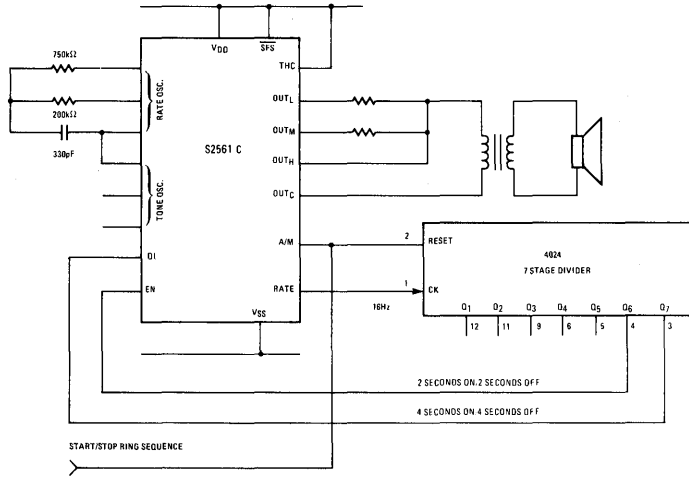 VDD
SFS
750kΩ
THC
RATE OSC.
OUTL
200kΩ
OUTM
S2561 C
330pF
OUTH
TONE OSC.
OUTC
A/M
2
RESET
4024
7 STAGE DIVIDER
DI
EN
RATE
1
CK
16Hz
VSS
Q1 Q2 Q3 Q4 Q5 Q6 Q7
12 11 9 6 5 4 3
2 SECONDS ON, 2 SECONDS OFF
4 SECONDS ON, 4 SECONDS OFF
START/STOP RING SEQUENCE